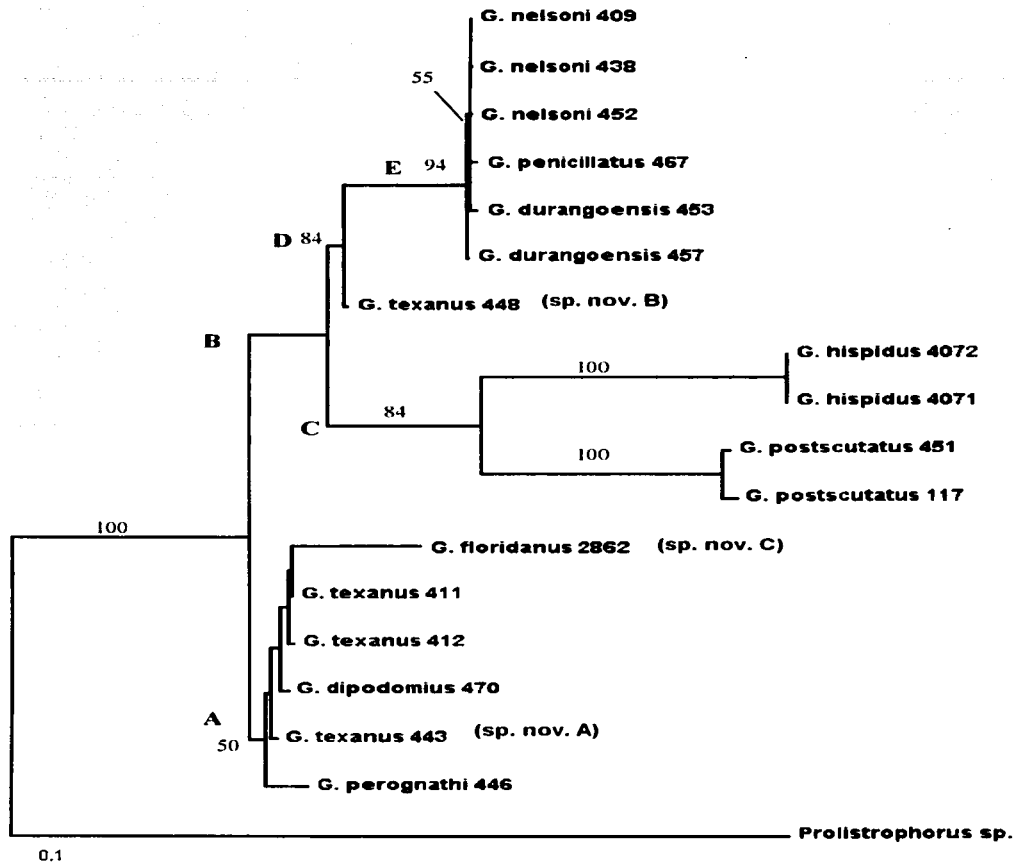 G. nelsoni 409
G. nelsoni 438
55
G. nelsoni 452
E 94
G. penicillatus 467
G. durangoensis 453
D 84
G. durangoensis 457
G. texanus 448 (sp. nov. B)
B
G. hispidus 4072
100
G. hispidus 4071
84
C
G. postscutatus 451
100
G. postscutatus 117
100
G. floridanus 2862 (sp. nov. C)
G. texanus 411
G. texanus 412
G. dipodomius 470
A
G. texanus 443 (sp. nov. A)
50
G. perognathi 446
Prolistrophorus sp.
0.1